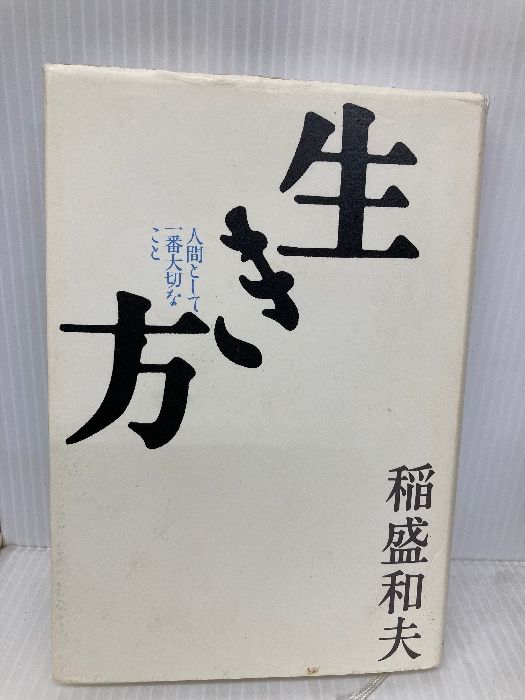 生き方
人間として
一番大切な
こと
稲盛和夫